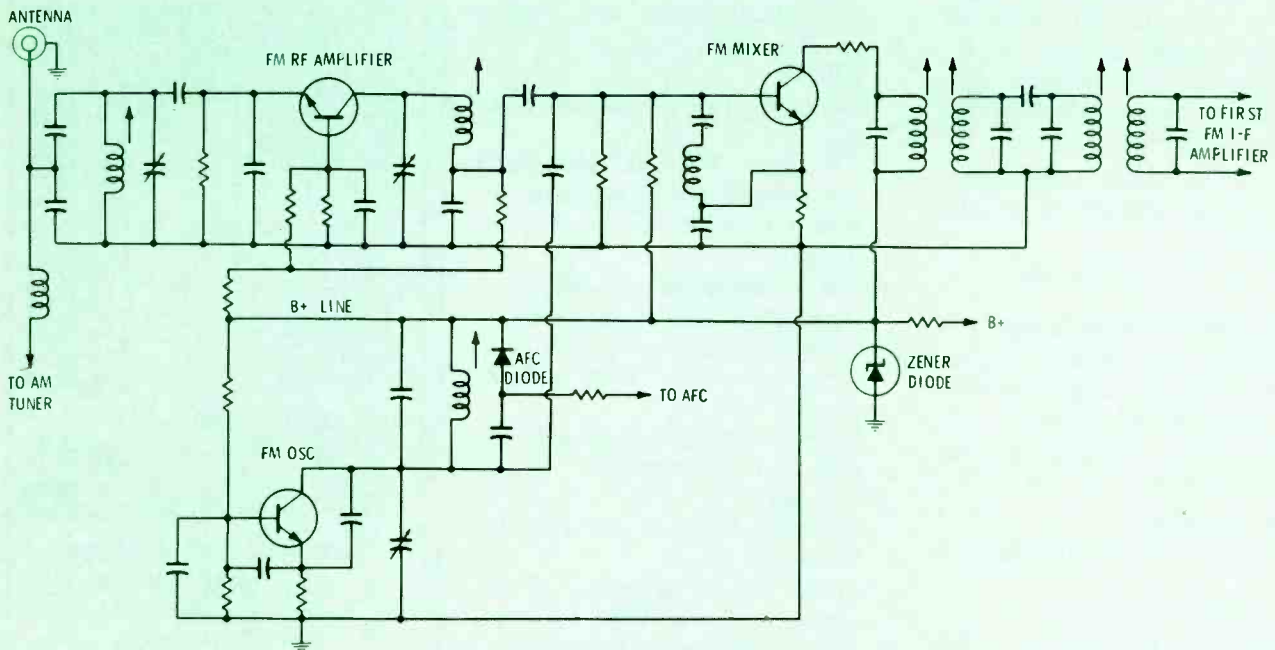 ANTENNA
FM RF AMPLIFIER
FM MIXER
TO FIRST
FM I-F
AMPLIFIER
B+ LINE
B+
AFC
DIODE
ZENER
DIODE
TO AM
TUNER
TO AFC
FM OSC